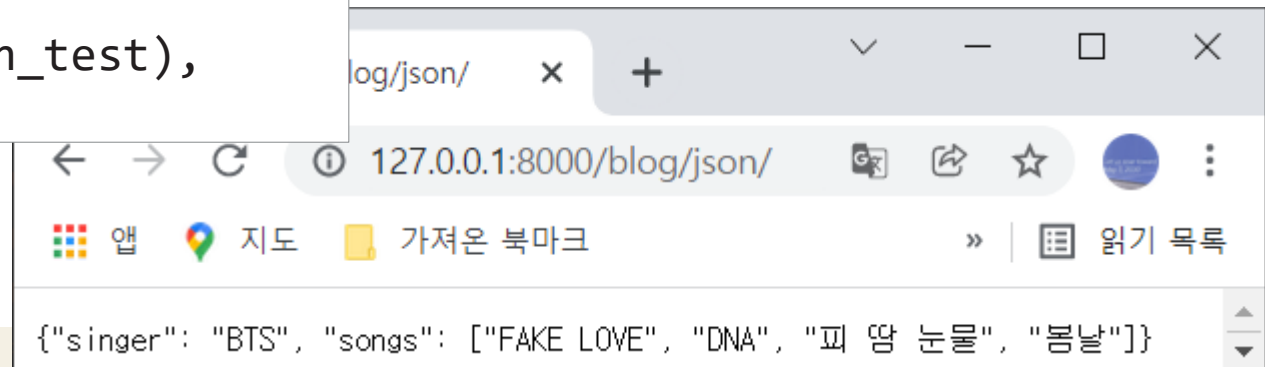 n_test),
log/json/
127.0.0.1:8000/blog/json/
앱 지도 가져온 북마크 » 읽기 목록
{"singer": "BTS", "songs": ["FAKE LOVE", "DNA", "피 땀 눈물", "봄날"]}